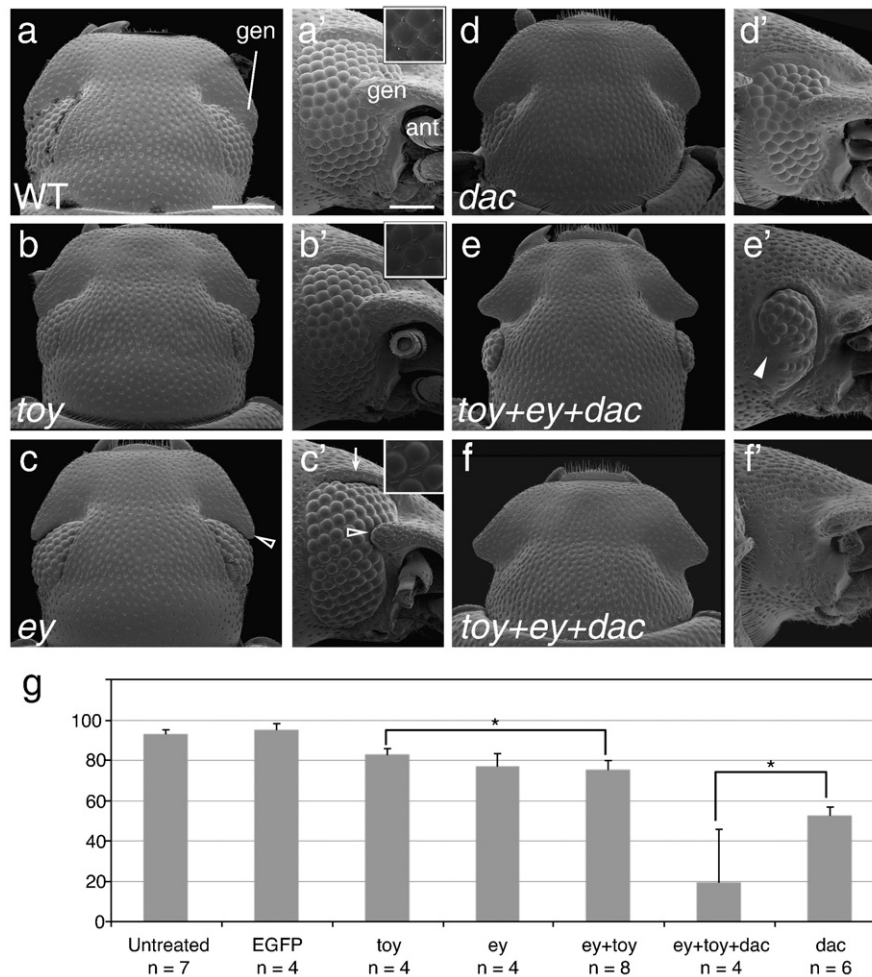 a
gen
WT
a'
gen
ant
d
dac
d'
b
toy
b'
e
toy+ey+dac
e'
c
ey
c'
f
toy+ey+dac
f'
g
100
80
60
40
20
0
*
*
Untreated EGFP toy ey ey+toy ey+toy+dac dac
n = 7 n = 4 n = 4 n = 4 n = 8 n = 4 n = 6